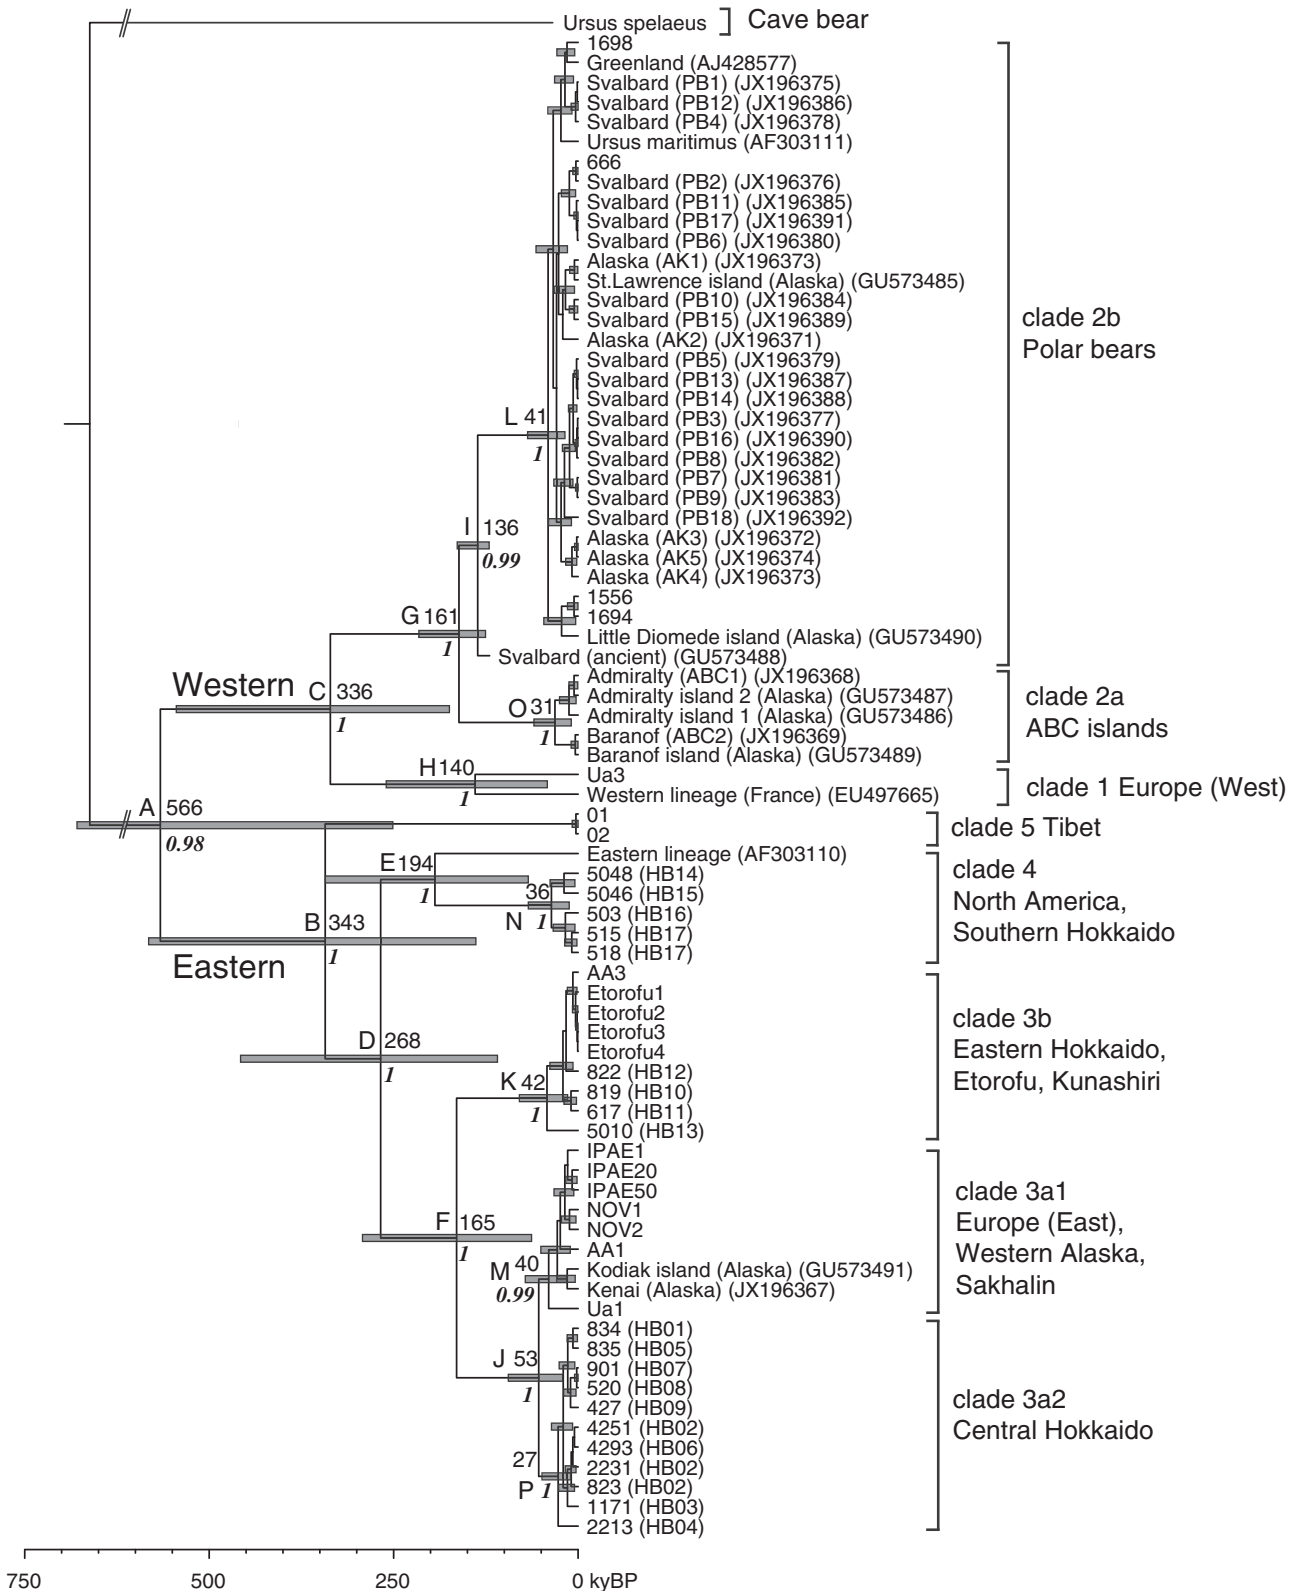 Ursus spelaeus
Cave bear
1698
Greenland (AJ428577)
Svalbard (PB1) (JX196375)
Svalbard (PB12) (JX196386)
Svalbard (PB4) (JX196378)
Ursus maritimus (AF303111)
666
Svalbard (PB2) (JX196376)
Svalbard (PB11) (JX196385)
Svalbard (PB17) (JX196391)
Svalbard (PB6) (JX196380)
Alaska (AK1) (JX196373)
St.Lawrence island (Alaska) (GU573485)
Svalbard (PB10) (JX196384)
Svalbard (PB15) (JX196389)
Alaska (AK2) (JX196371)
Svalbard (PB5) (JX196379)
Svalbard (PB13) (JX196387)
Svalbard (PB14) (JX196388)
Svalbard (PB3) (JX196377)
Svalbard (PB16) (JX196390)
Svalbard (PB8) (JX196382)
Svalbard (PB7) (JX196381)
Svalbard (PB9) (JX196383)
Svalbard (PB18) (JX196392)
Alaska (AK3) (JX196372)
Alaska (AK5) (JX196374)
Alaska (AK4) (JX196373)
1556
1694
Little Diomede island (Alaska) (GU573490)
Svalbard (ancient) (GU573488)
clade 2b
Polar bears
L 41
1
I 136
0.99
G 161
1
Western
C 336
1
Admiralty (ABC1) (JX196368)
Admiralty island 2 (Alaska) (GU573487)
Admiralty island 1 (Alaska) (GU573486)
Baranof (ABC2) (JX196369)
Baranof island (Alaska) (GU573489)
clade 2a
ABC islands
O 31
1
H 140
1
Ua3
Western lineage (France) (EU497665)
clade 1 Europe (West)
A 566
0.98
01
02
clade 5 Tibet
E 194
1
Eastern lineage (AF303110)
5048 (HB14)
5046 (HB15)
503 (HB16)
515 (HB17)
518 (HB17)
clade 4
North America,
Southern Hokkaido
36
N 1
B 343
1
Eastern
AA3
Etorofu1
Etorofu2
Etorofu3
Etorofu4
822 (HB12)
819 (HB10)
617 (HB11)
5010 (HB13)
clade 3b
Eastern Hokkaido,
Etorofu, Kunashiri
D 268
1
K 42
1
IPAE1
IPAE20
IPAE50
NOV1
NOV2
AA1
Kodiak island (Alaska) (GU573491)
Kenai (Alaska) (JX196367)
Ua1
clade 3a1
Europe (East),
Western Alaska,
Sakhalin
F 165
1
M 40
0.99
834 (HB01)
835 (HB05)
901 (HB07)
520 (HB08)
427 (HB09)
4251 (HB02)
4293 (HB06)
2231 (HB02)
823 (HB02)
1171 (HB03)
2213 (HB04)
clade 3a2
Central Hokkaido
J 53
1
27
P 1
750 500 250 0 kyBP